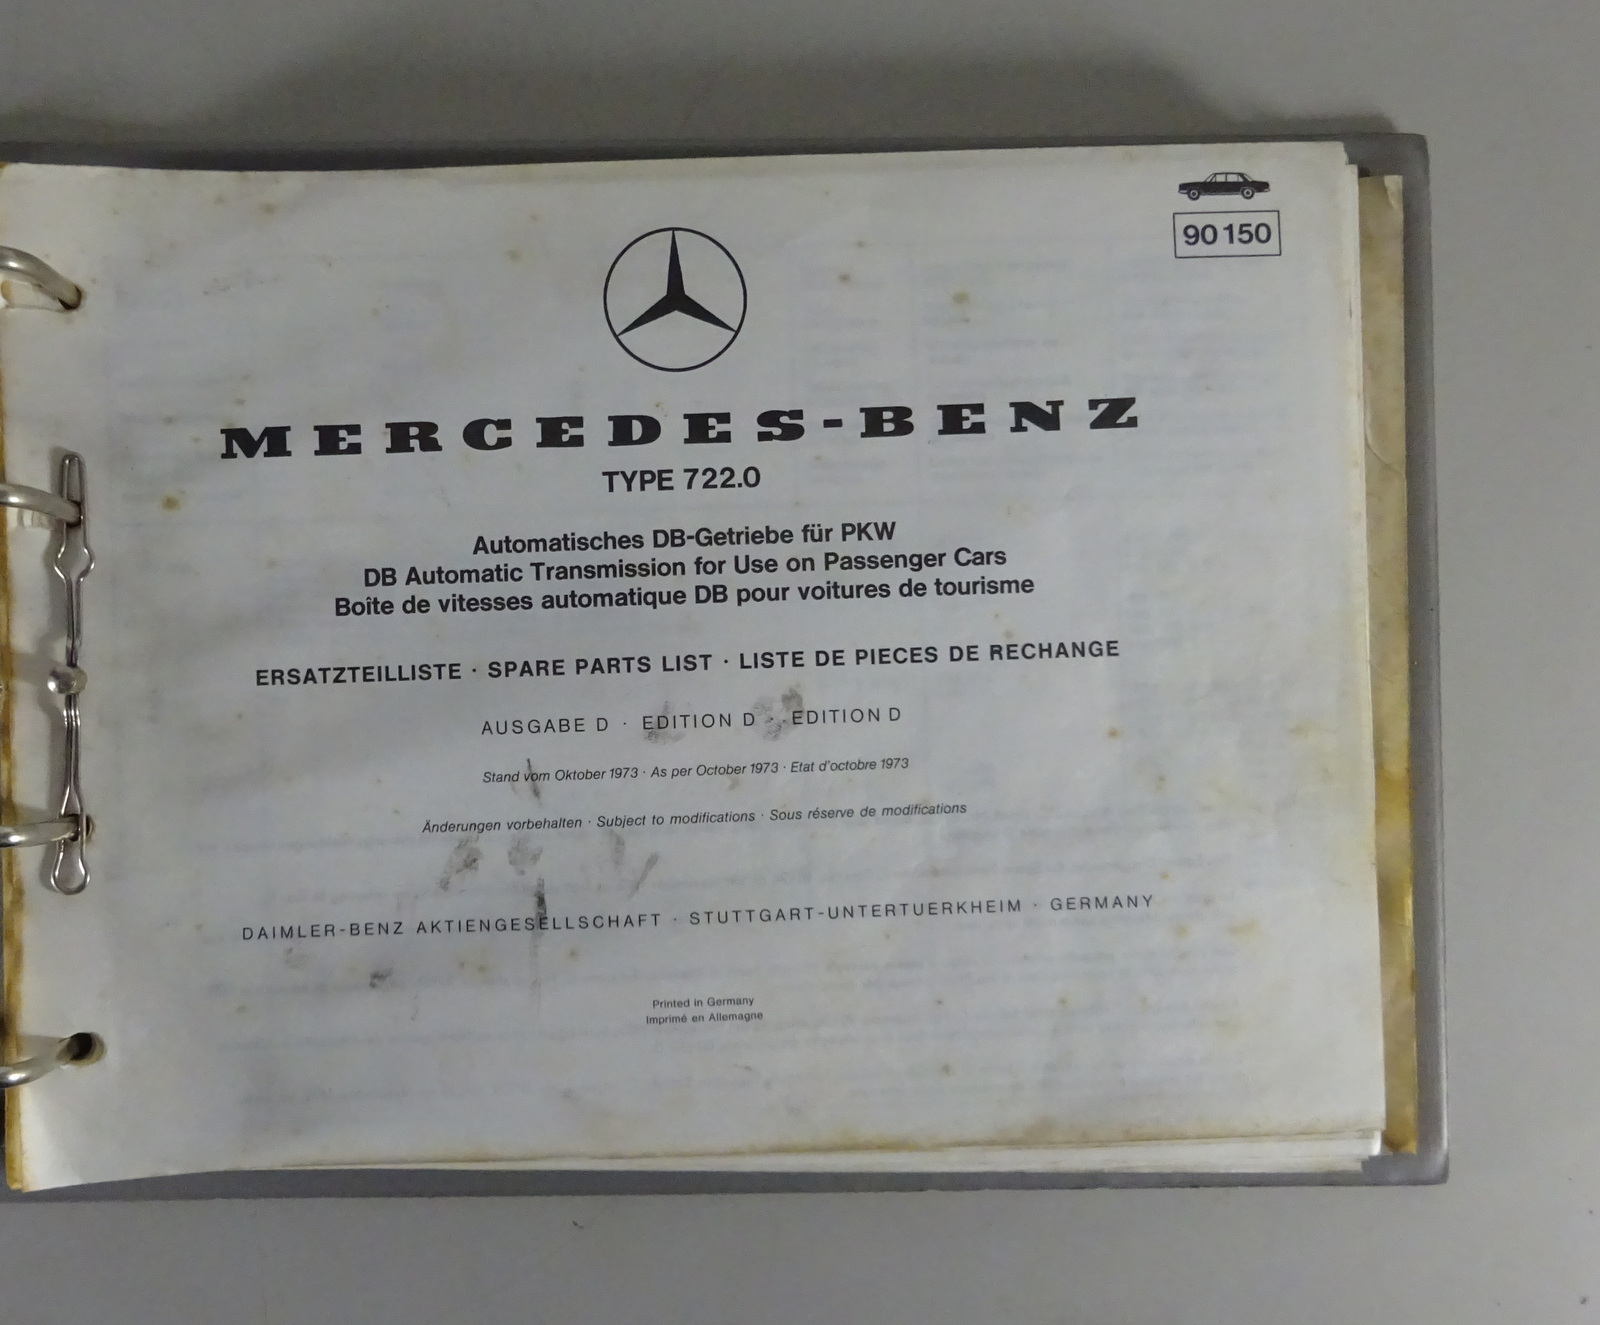 90 150
MERCEDES-BENZ
TYPE 722.0
Automatisches DB-Getriebe für PKW
DB Automatic Transmission for Use on Passenger Cars
Boîte de vitesses automatique DB pour voitures de tourisme
ERSATZTEILLISTE · SPARE PARTS LIST · LISTE DE PIECES DE RECHANGE
AUSGABE D · EDITION D · EDITION D
Stand vom Oktober 1973 · As per October 1973 · Etat d'octobre 1973
Änderungen vorbehalten · Subject to modifications · Sous réserve de modifications
DAIMLER-BENZ AKTIENGESELLSCHAFT · STUTTGART-UNTERTUERKHEIM · GERMANY
Printed in Germany
Imprimé en Allemagne